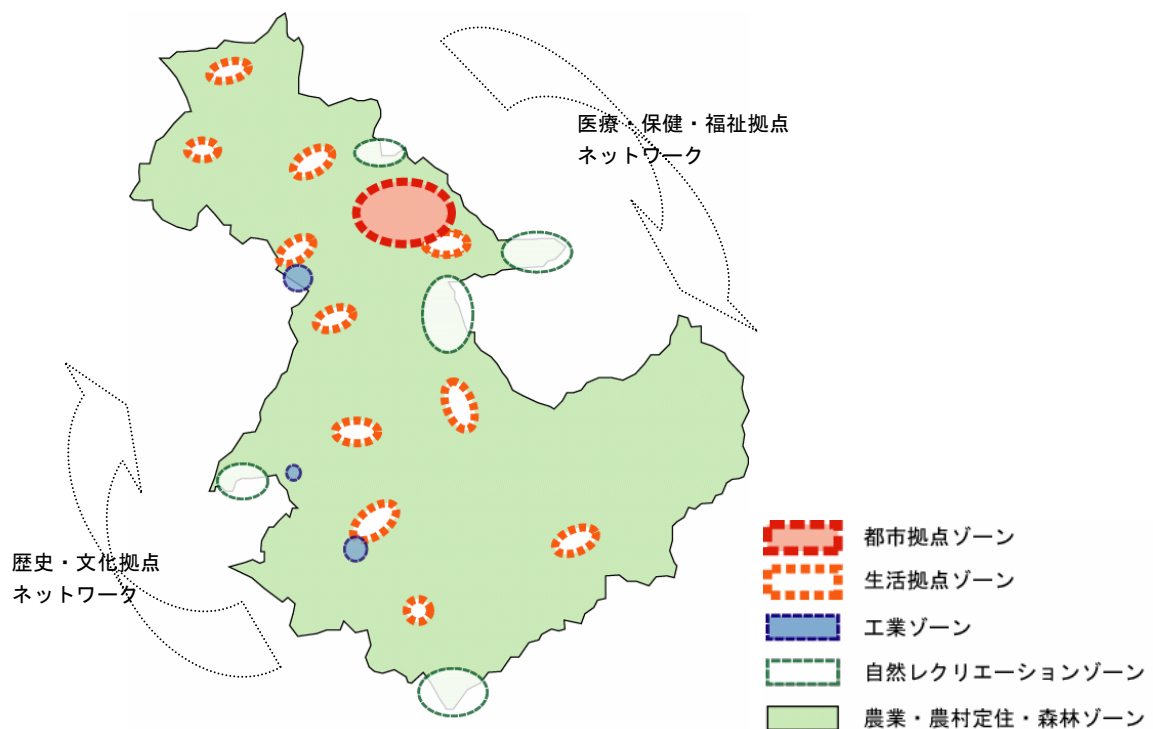 医療・保健・福祉拠点
ネットワーク
歴史・文化拠点
ネットワーク
都市拠点ゾーン
生活拠点ゾーン
工業ゾーン
自然レクリエーションゾーン
農業・農村定住・森林ゾーン